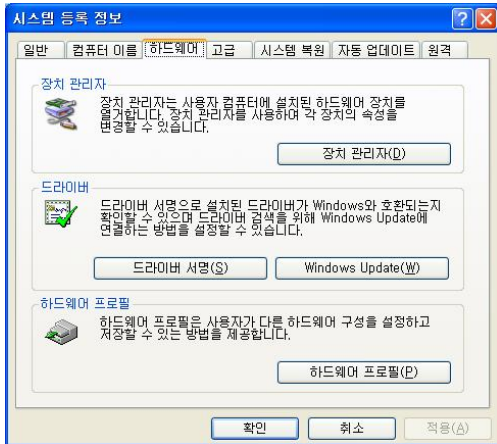 시스템 등록 정보
일반 컴퓨터 이름 하드웨어 고급 시스템 복원 자동 업데이트 원격
장치 관리자
장치 관리자는 사용자 컴퓨터에 설치된 하드웨어 장치를
열거합니다. 장치 관리자를 사용하여 각 장치의 속성을
변경할 수 있습니다.
장치 관리자(D)
드라이버
드라이버 서명으로 설치된 드라이버가 Windows와 호환되는지
확인할 수 있으며 드라이버 검색을 위해 Windows Update에
연결하는 방법을 설정할 수 있습니다.
드라이버 서명(S) Windows Update(W)
하드웨어 프로필
하드웨어 프로필은 사용자가 다른 하드웨어 구성을 설정하고
저장할 수 있는 방법을 제공합니다.
하드웨어 프로필(P)
확인 취소 적용(A)